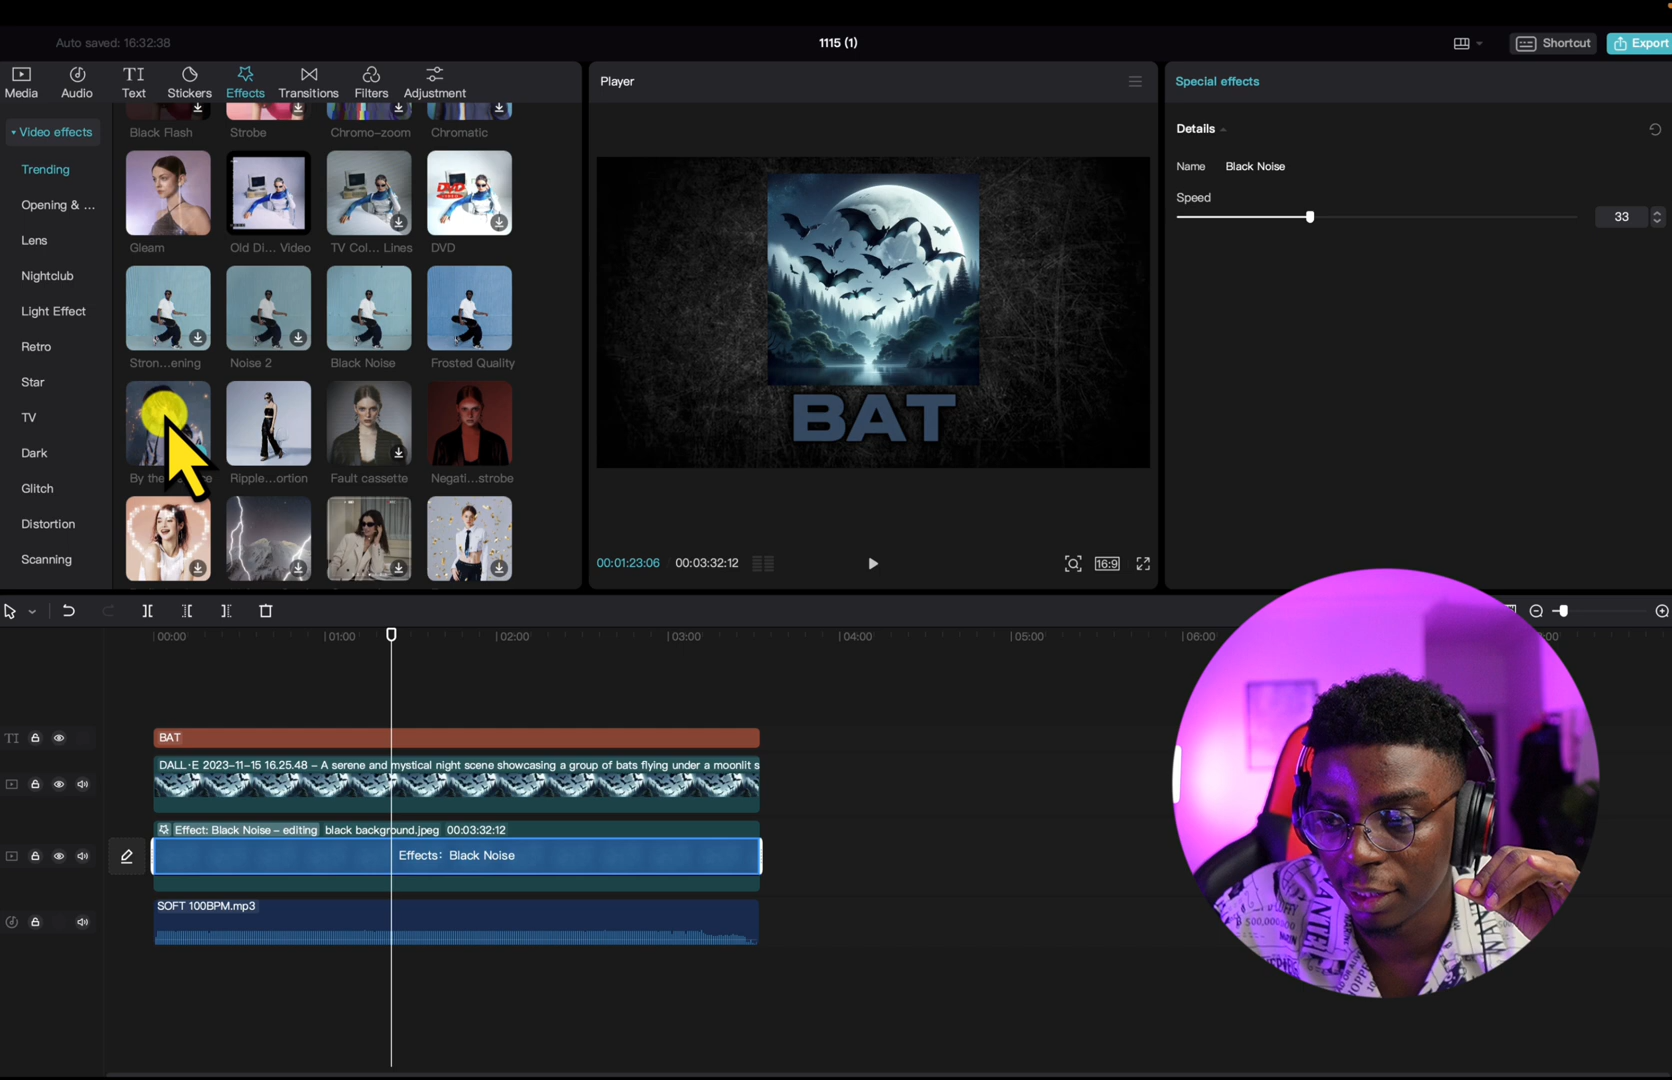 Auto saved: 16:32:38
1115 (1)
Shortcut
Export
Media
Audio
TI
Text
Stickers
Effects
Transitions
Filters
Adjustment
Player
Special effects
Video effects
Trending
Opening & ...
Lens
Nightclub
Light Effect
Retro
Star
TV
Dark
Glitch
Distortion
Scanning
Black Flash
Strobe
Chromo-zoom
Chromatic
Gleam
Old Di... Video
TV Col... Lines
DVD
DVD
Stron...ening
Noise 2
Black Noise
Frosted Quality
By the
Ripple...ortion
Fault cassette
Negati...strobe
BAT
00:01:23:06
00:03:32:12
16:9
Details
Name
Black Noise
Speed
33
00:00
01:00
02:00
03:00
04:00
05:00
06:00
TI
BAT
DALL·E 2023-11-15 16.25.48 – A serene and mystical night scene showcasing a group of bats flying under a moonlit s
Effect: Black Noise – editing
black background.jpeg
00:03:32:12
Effects: Black Noise
SOFT 100BPM.mp3